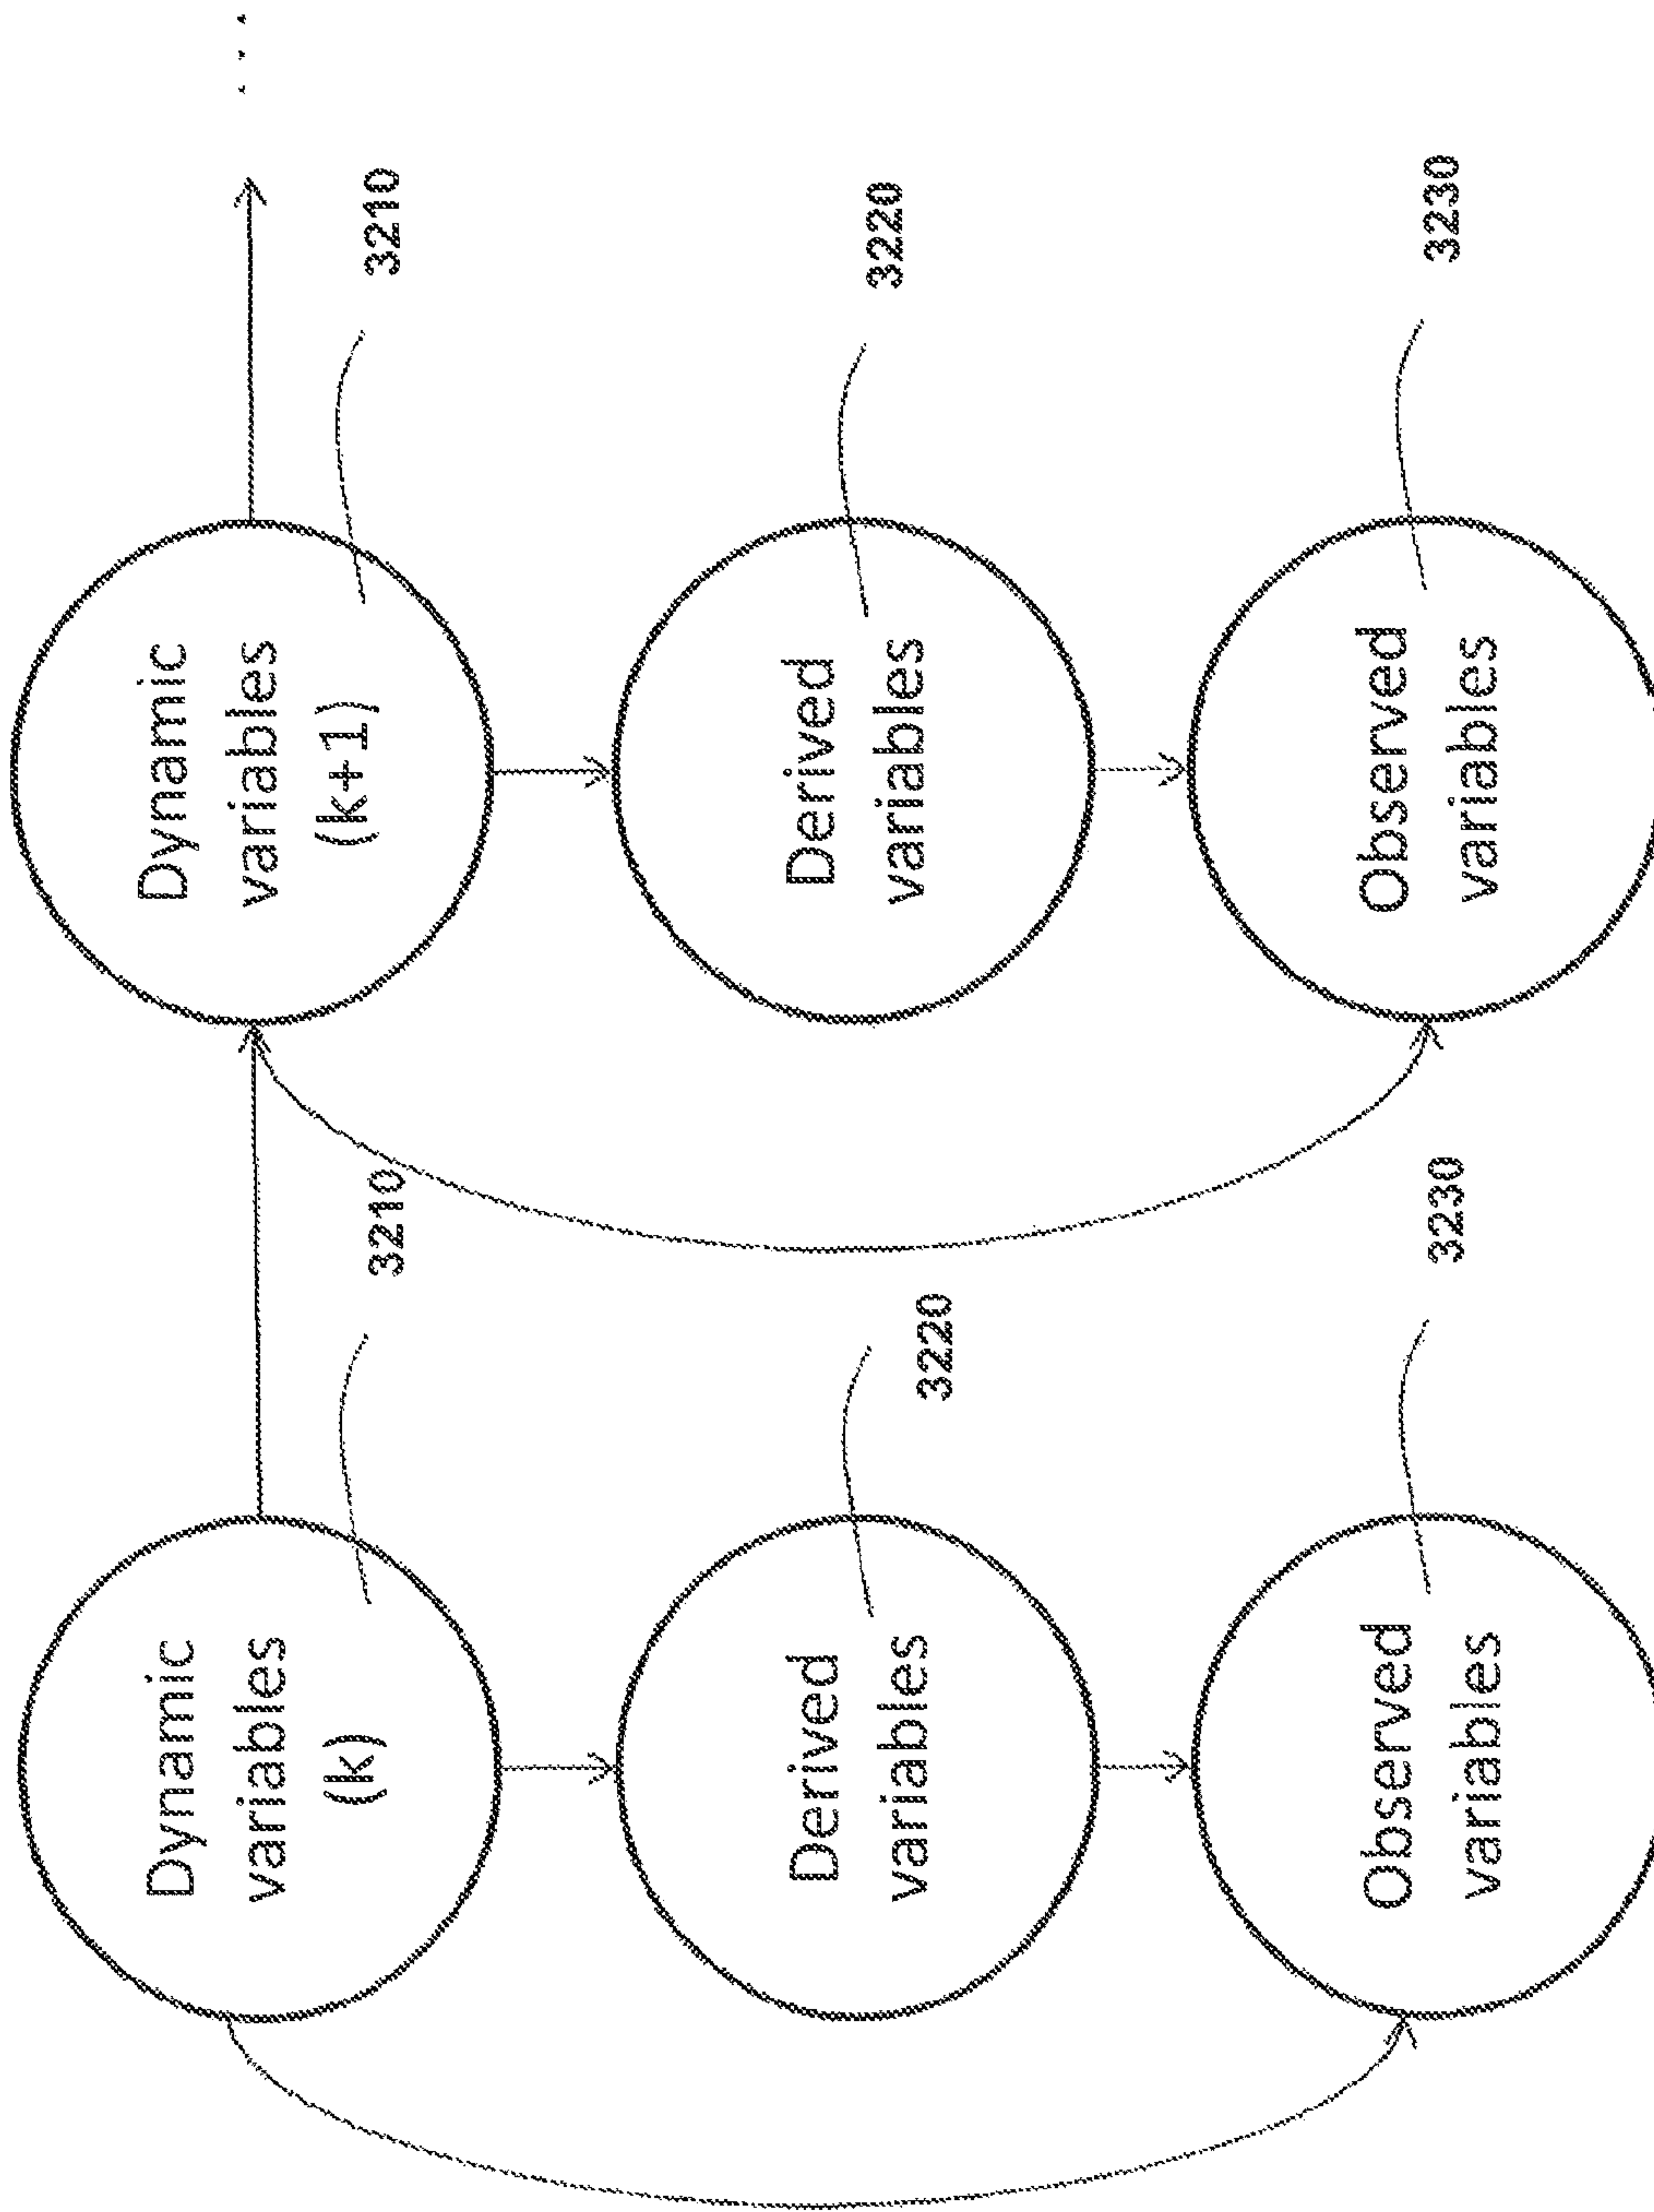 Dynamic
variables
(k)
3210
Dynamic
variables
(k+1)
3210
...
Derived
variables
3220
Derived
variables
3220
Observed
variables
3230
Observed
variables
3230